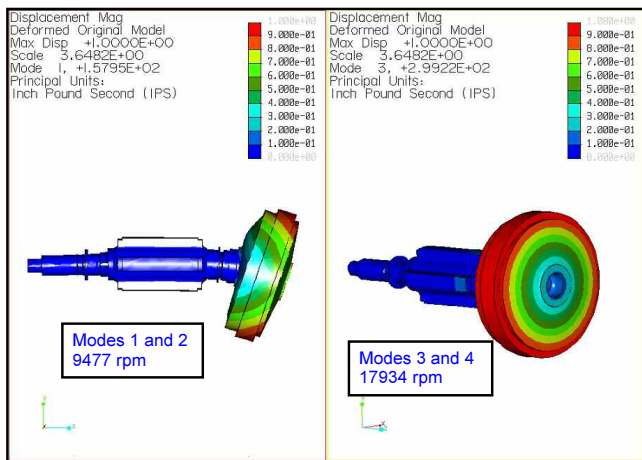 Displacement Mag
Deformed Original Model
Max Disp +1.0000E+00
Scale 3.6482E+00
Mode 1, +1.5795E+02
Principal Units:
Inch Pound Second (IPS)
1.000e+00
9.000e-01
8.000e-01
7.000e-01
6.000e-01
5.000e-01
4.000e-01
3.000e-01
2.000e-01
1.000e-01
0.000e+00
Modes 1 and 2
9477 rpm
Y
X
Z
Displacement Mag
Deformed Original Model
Max Disp +1.0000E+00
Scale 3.6482E+00
Mode 3, +2.9922E+02
Principal Units:
Inch Pound Second (IPS)
1.000e+00
9.000e-01
8.000e-01
7.000e-01
6.000e-01
5.000e-01
4.000e-01
3.000e-01
2.000e-01
1.000e-01
0.000e+00
Modes 3 and 4
17934 rpm
Y
X
Z